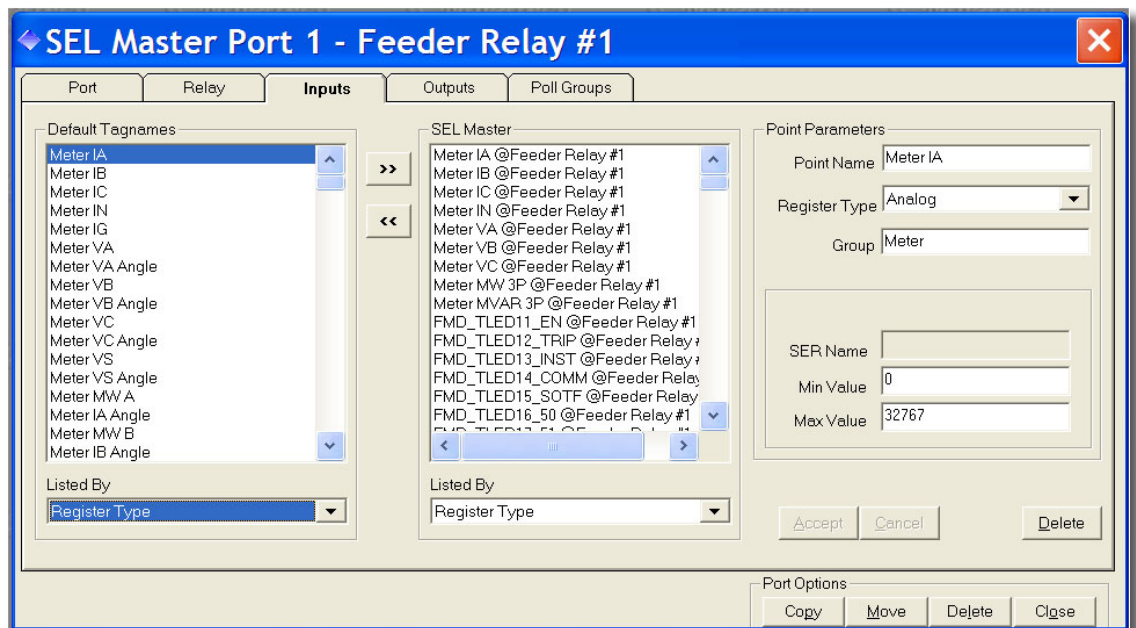 SEL Master Port 1 - Feeder Relay #1
Port Relay Inputs Outputs Poll Groups
Default Tagnames
Meter IA
Meter IB
Meter IC
Meter IN
Meter IG
Meter VA
Meter VA Angle
Meter VB
Meter VB Angle
Meter VC
Meter VC Angle
Meter VS
Meter VS Angle
Meter MW A
Meter IA Angle
Meter MW B
Meter IB Angle
Listed By
Register Type
>>
<<
SEL Master
Meter IA @Feeder Relay #1
Meter IB @Feeder Relay #1
Meter IC @Feeder Relay #1
Meter IN @Feeder Relay #1
Meter VA @Feeder Relay #1
Meter VB @Feeder Relay #1
Meter VC @Feeder Relay #1
Meter MW 3P @Feeder Relay #1
Meter MVAR 3P @Feeder Relay #1
FMD_TLED11_EN @Feeder Relay #1
FMD_TLED12_TRIP @Feeder Relay
FMD_TLED13_INST @Feeder Relay
FMD_TLED14_COMM @Feeder Relay
FMD_TLED15_SOTF @Feeder Relay
FMD_TLED16_50 @Feeder Relay #1
Listed By
Register Type
Point Parameters
Point Name Meter IA
Register Type Analog
Group Meter
SER Name
Min Value 0
Max Value 32767
Accept Cancel Delete
Port Options
Copy Move Delete Close